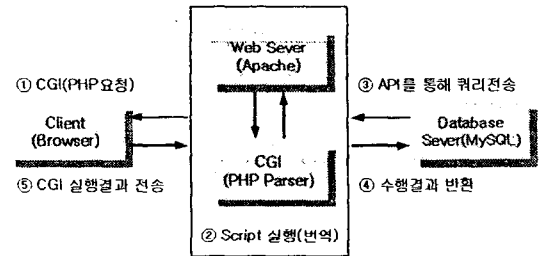 Web Sever
(Apache)
① CGI(PHP요청)
③ API를 통해 쿼리전송
Client
(Browser)
Database
Sever(MySQL)
CGI
(PHP Parser)
⑤ CGI 실행결과 전송
④ 수행결과 반환
② Script 실행(번역)